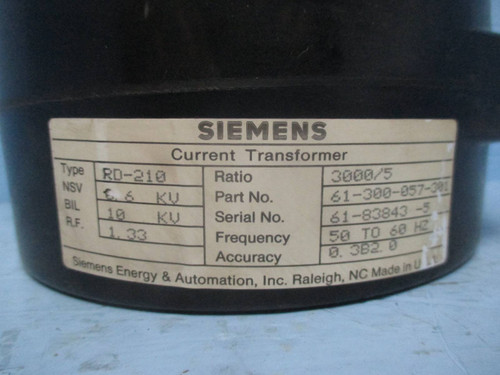 SIEMENS
Current Transformer
Type RD-210 Ratio 3000/5
NSV .6 KV Part No. 61-300-057-301
BIL 10 KV Serial No. 61-83843 -5
R.F. 1.33 Frequency 50 TO 60 HZ
Accuracy 0.3B2.0
Siemens Energy & Automation, Inc. Raleigh, NC Made in U